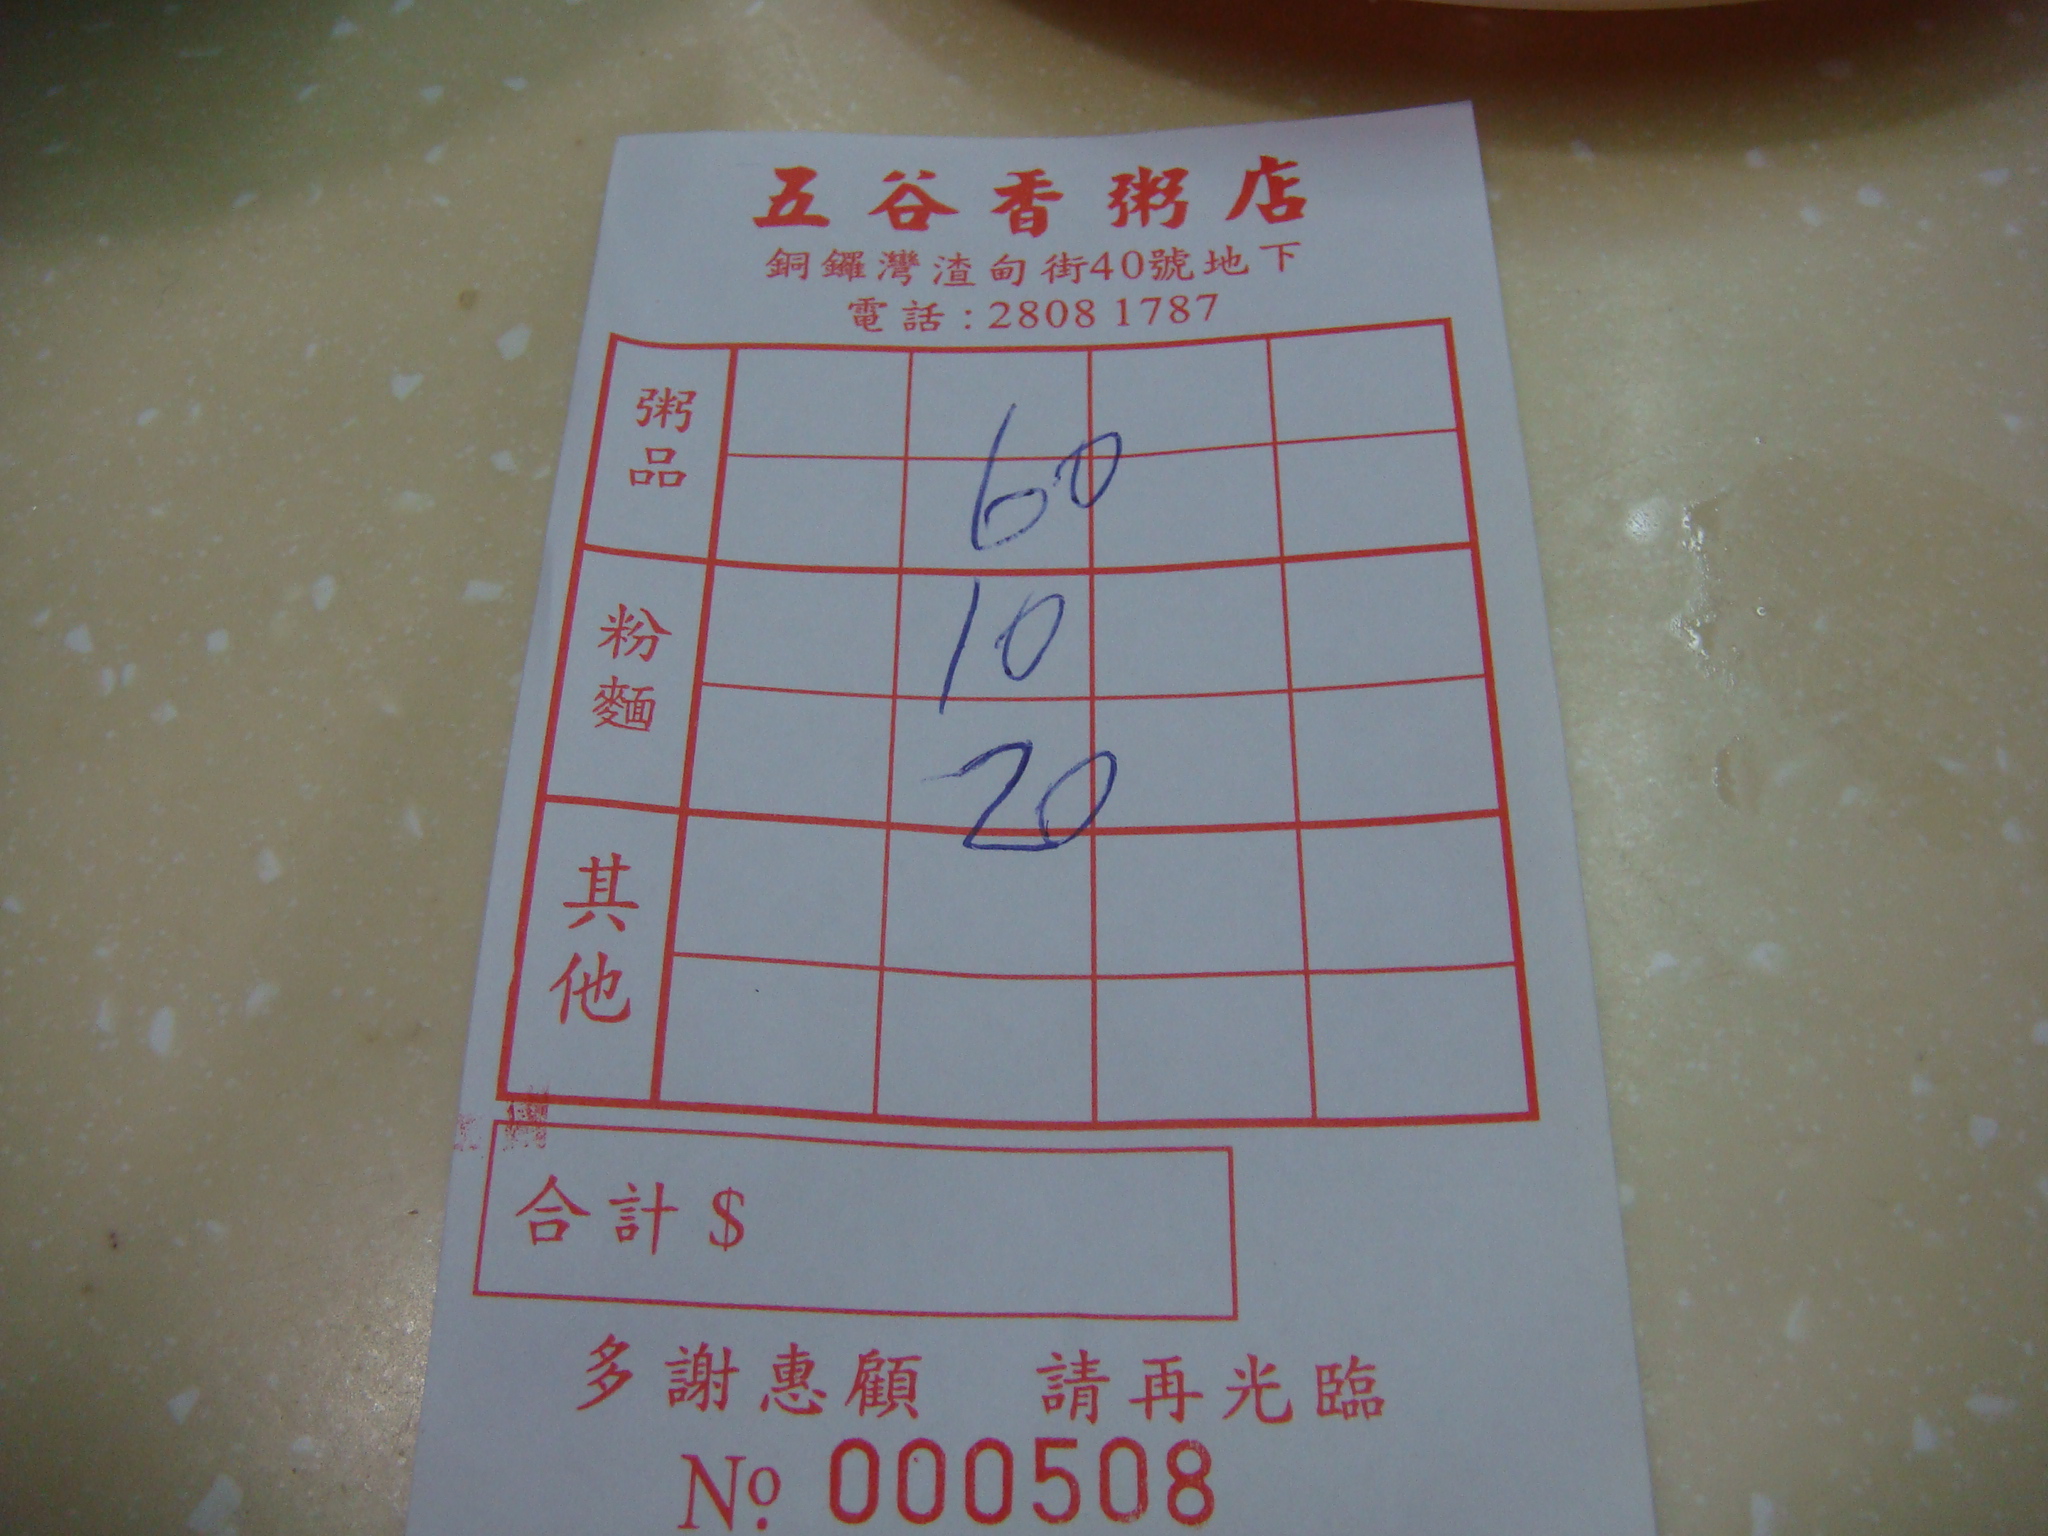 五谷香粥店
銅鑼灣渣甸街40號地下
電話：2808 1787
粥品
60
粉麵
10
20
其他
合計 $
多謝惠顧 請再光臨
Nº 000508